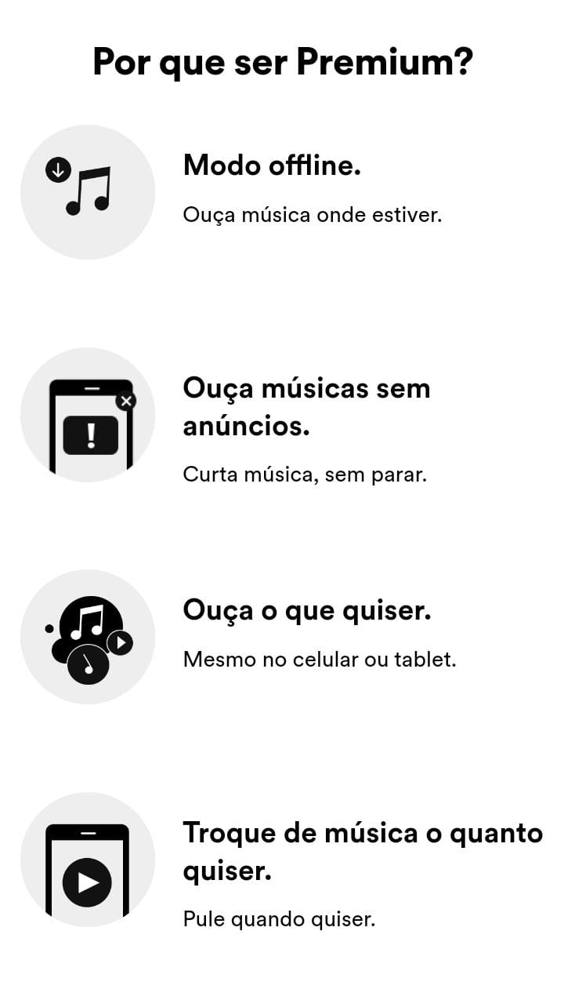 Por que ser Premium?
Modo offline.
Ouça música onde estiver.
Ouça músicas sem
anúncios.
Curta música, sem parar.
Ouça o que quiser.
Mesmo no celular ou tablet.
Troque de música o quanto
quiser.
Pule quando quiser.